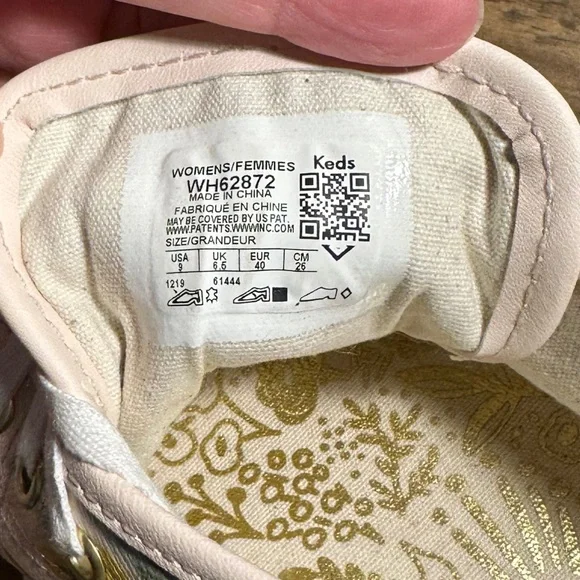 WOMENS/FEMMES
Keds
WH62872
MADE IN CHINA
FABRIQUÉ EN CHINE
MAY BE COVERED BY US PAT.
WWW.PATENTS.WWWINC.COM
SIZE/GRANDEUR
USA UK EUR CM
9 6.5 40 26
1219 61444